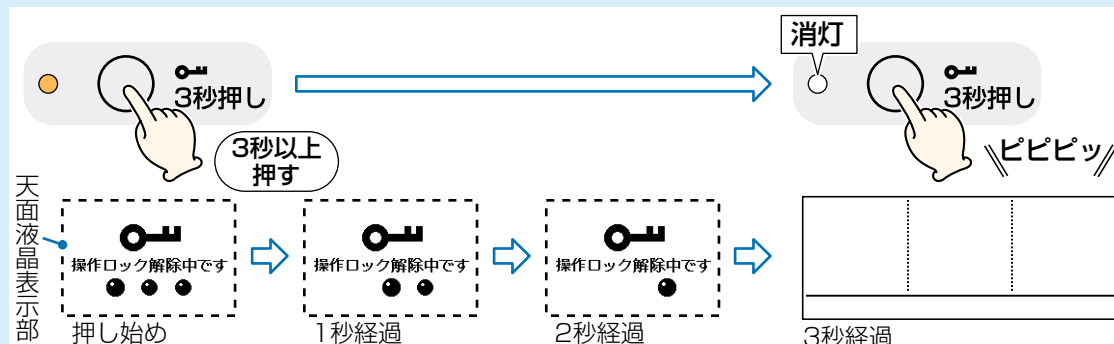 消灯
3秒押し
3秒押し
3秒以上
押す
ピピピッ
天面液晶表示部
操作ロック解除中です
操作ロック解除中です
操作ロック解除中です
押し始め
1秒経過
2秒経過
3秒経過